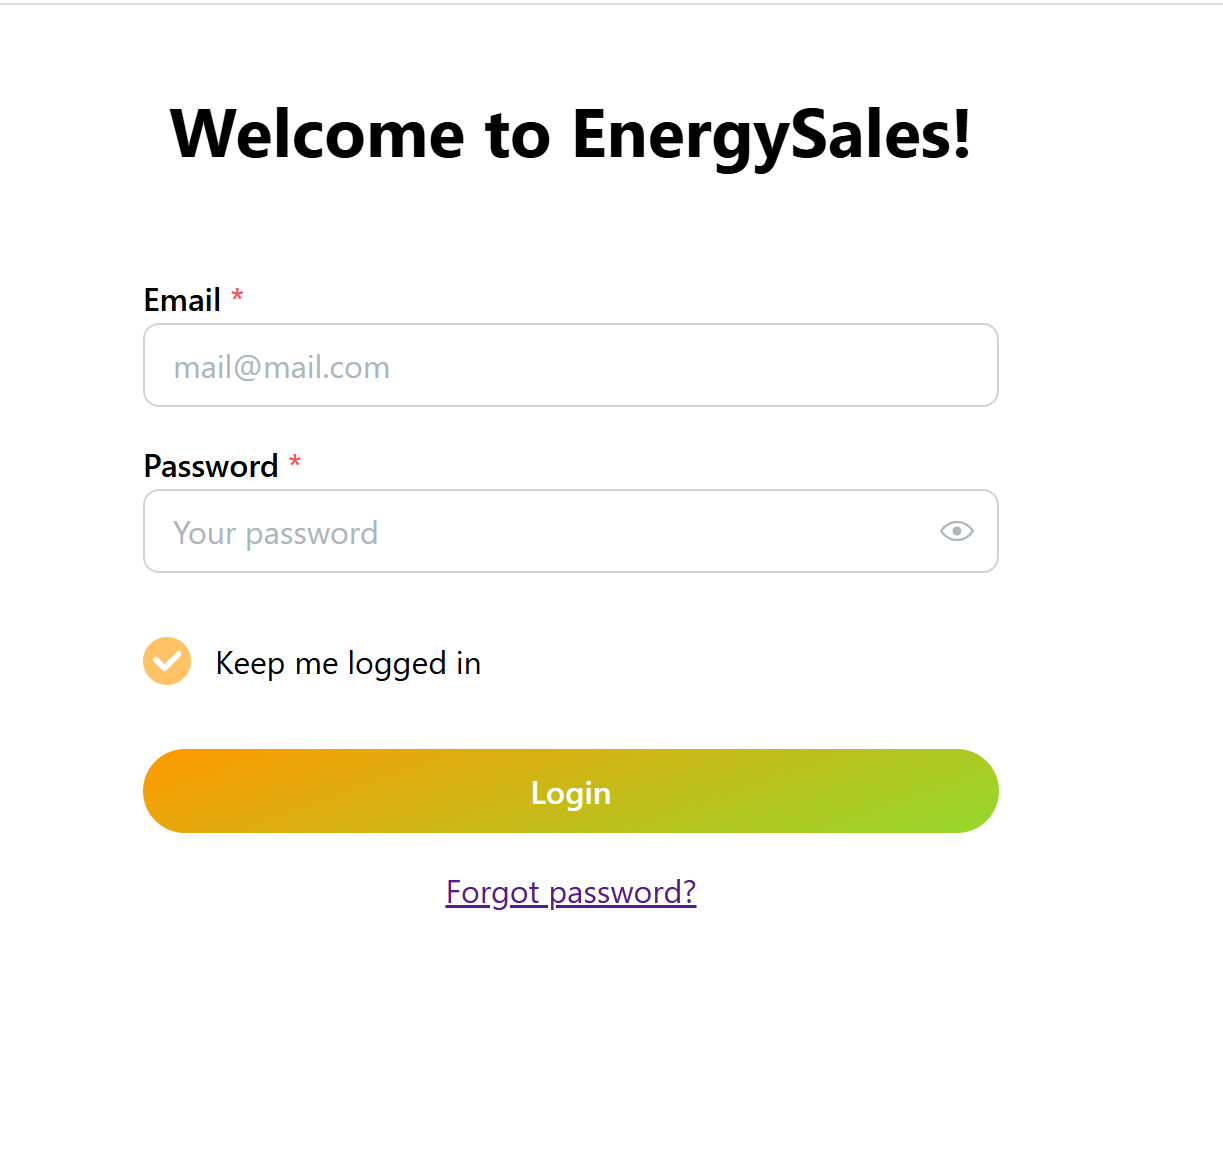 Welcome to EnergySales!
Email *
mail@mail.com
Password *
Your password
Keep me logged in
Login
Forgot password?